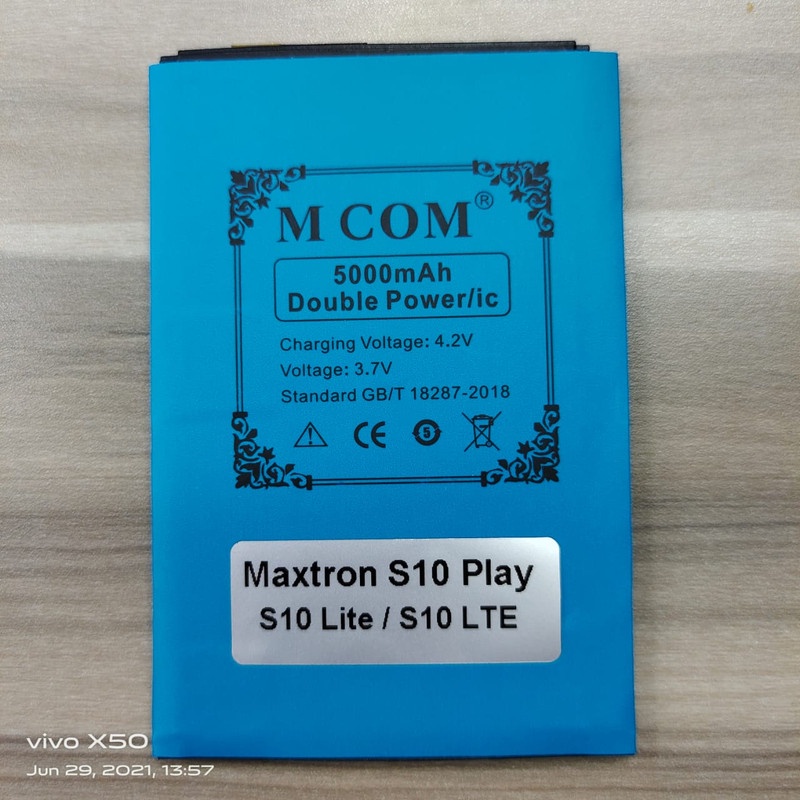 M COM®
5000mAh
Double Power/ic
Charging Voltage: 4.2V
Voltage: 3.7V
Standard GB/T 18287-2018
CE 5
Maxtron S10 Play
S10 Lite / S10 LTE
vivo X50
Jun 29, 2021, 13:57